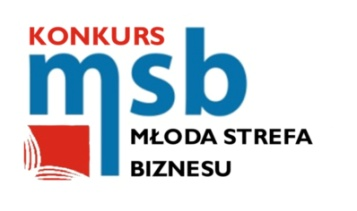 KONKURS
msb
MŁODA STREFA
BIZNESU